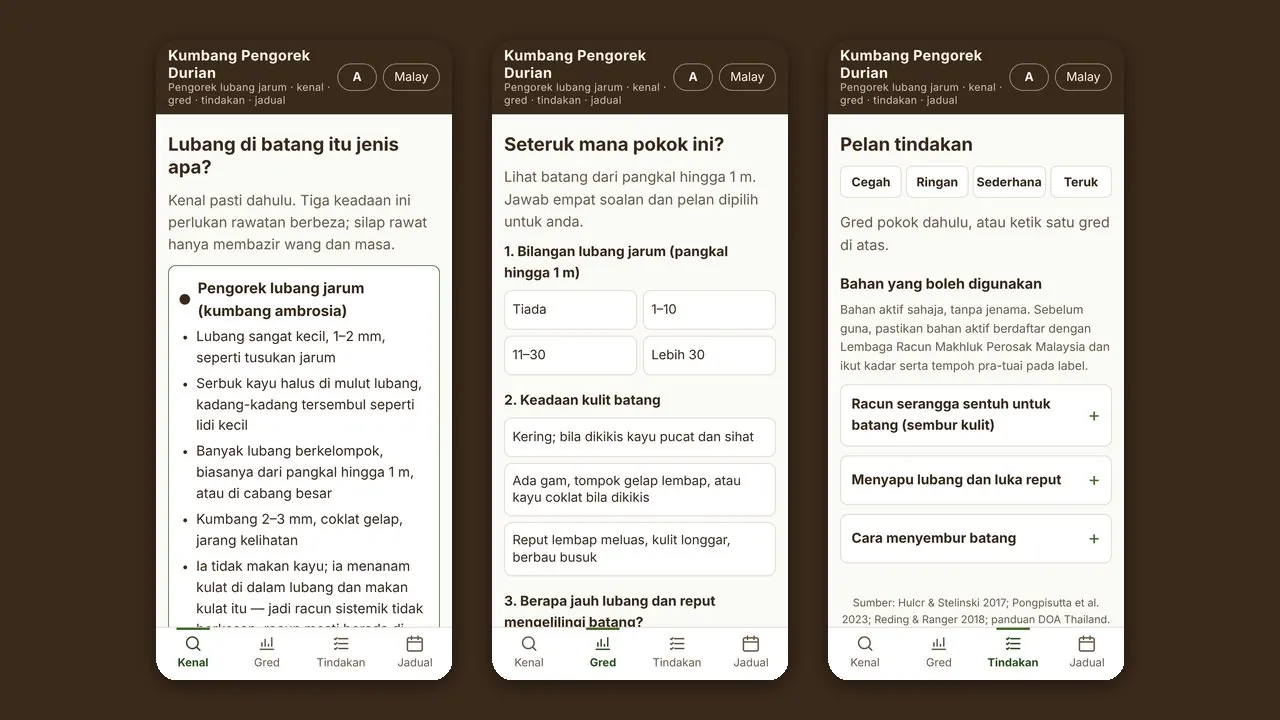 Kumbang Pengorek
Durian
Pengorek lubang jarum · kenal ·
gred · tindakan · jadual
A
Malay
Lubang di batang itu jenis
apa?
Kenal pasti dahulu. Tiga keadaan ini
perlukan rawatan berbeza; silap rawat
hanya membazir wang dan masa.
Pengorek lubang jarum
(kumbang ambrosia)
• Lubang sangat kecil, 1–2 mm,
seperti tusukan jarum
• Serbuk kayu halus di mulut lubang,
kadang-kadang tersembul seperti
lidi kecil
• Banyak lubang berkelompok,
biasanya dari pangkal hingga 1 m,
atau di cabang besar
• Kumbang 2–3 mm, coklat gelap,
jarang kelihatan
• Ia tidak makan kayu; ia menanam
kulat di dalam lubang dan makan
kulat itu — jadi racun sistemik tidak
Kenal
Gred
Tindakan
Jadual
Kumbang Pengorek
Durian
Pengorek lubang jarum · kenal ·
gred · tindakan · jadual
A
Malay
Seteruk mana pokok ini?
Lihat batang dari pangkal hingga 1 m.
Jawab empat soalan dan pelan dipilih
untuk anda.
1. Bilangan lubang jarum (pangkal
hingga 1 m)
Tiada
1–10
11–30
Lebih 30
2. Keadaan kulit batang
Kering; bila dikikis kayu pucat dan sihat
Ada gam, tompok gelap lembap, atau
kayu coklat bila dikikis
Reput lembap meluas, kulit longgar,
berbau busuk
3. Berapa jauh lubang dan reput
mengelilingi batang?
Kenal
Gred
Tindakan
Jadual
Kumbang Pengorek
Durian
Pengorek lubang jarum · kenal ·
gred · tindakan · jadual
A
Malay
Pelan tindakan
Cegah
Ringan
Sederhana
Teruk
Gred pokok dahulu, atau ketik satu gred
di atas.
Bahan yang boleh digunakan
Bahan aktif sahaja, tanpa jenama. Sebelum
guna, pastikan bahan aktif berdaftar dengan
Lembaga Racun Makhluk Perosak Malaysia dan
ikut kadar serta tempoh pra-tuai pada label.
Racun serangga sentuh untuk
batang (sembur kulit)
+
Menyapu lubang dan luka reput
+
Cara menyembur batang
+
Sumber: Hulcr & Stelinski 2017; Pongpisutta et al.
2023; Reding & Ranger 2018; panduan DOA Thailand.
Kenal
Gred
Tindakan
Jadual